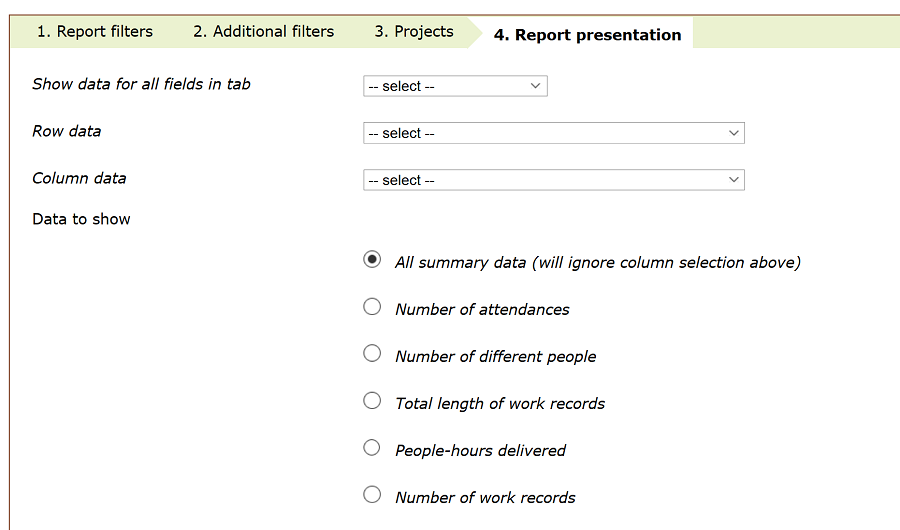 1. Report filters 2. Additional filters 3. Projects 4. Report presentation
Show data for all fields in tab -- select --
Row data -- select --
Column data -- select --
Data to show
All summary data (will ignore column selection above)
Number of attendances
Number of different people
Total length of work records
People-hours delivered
Number of work records